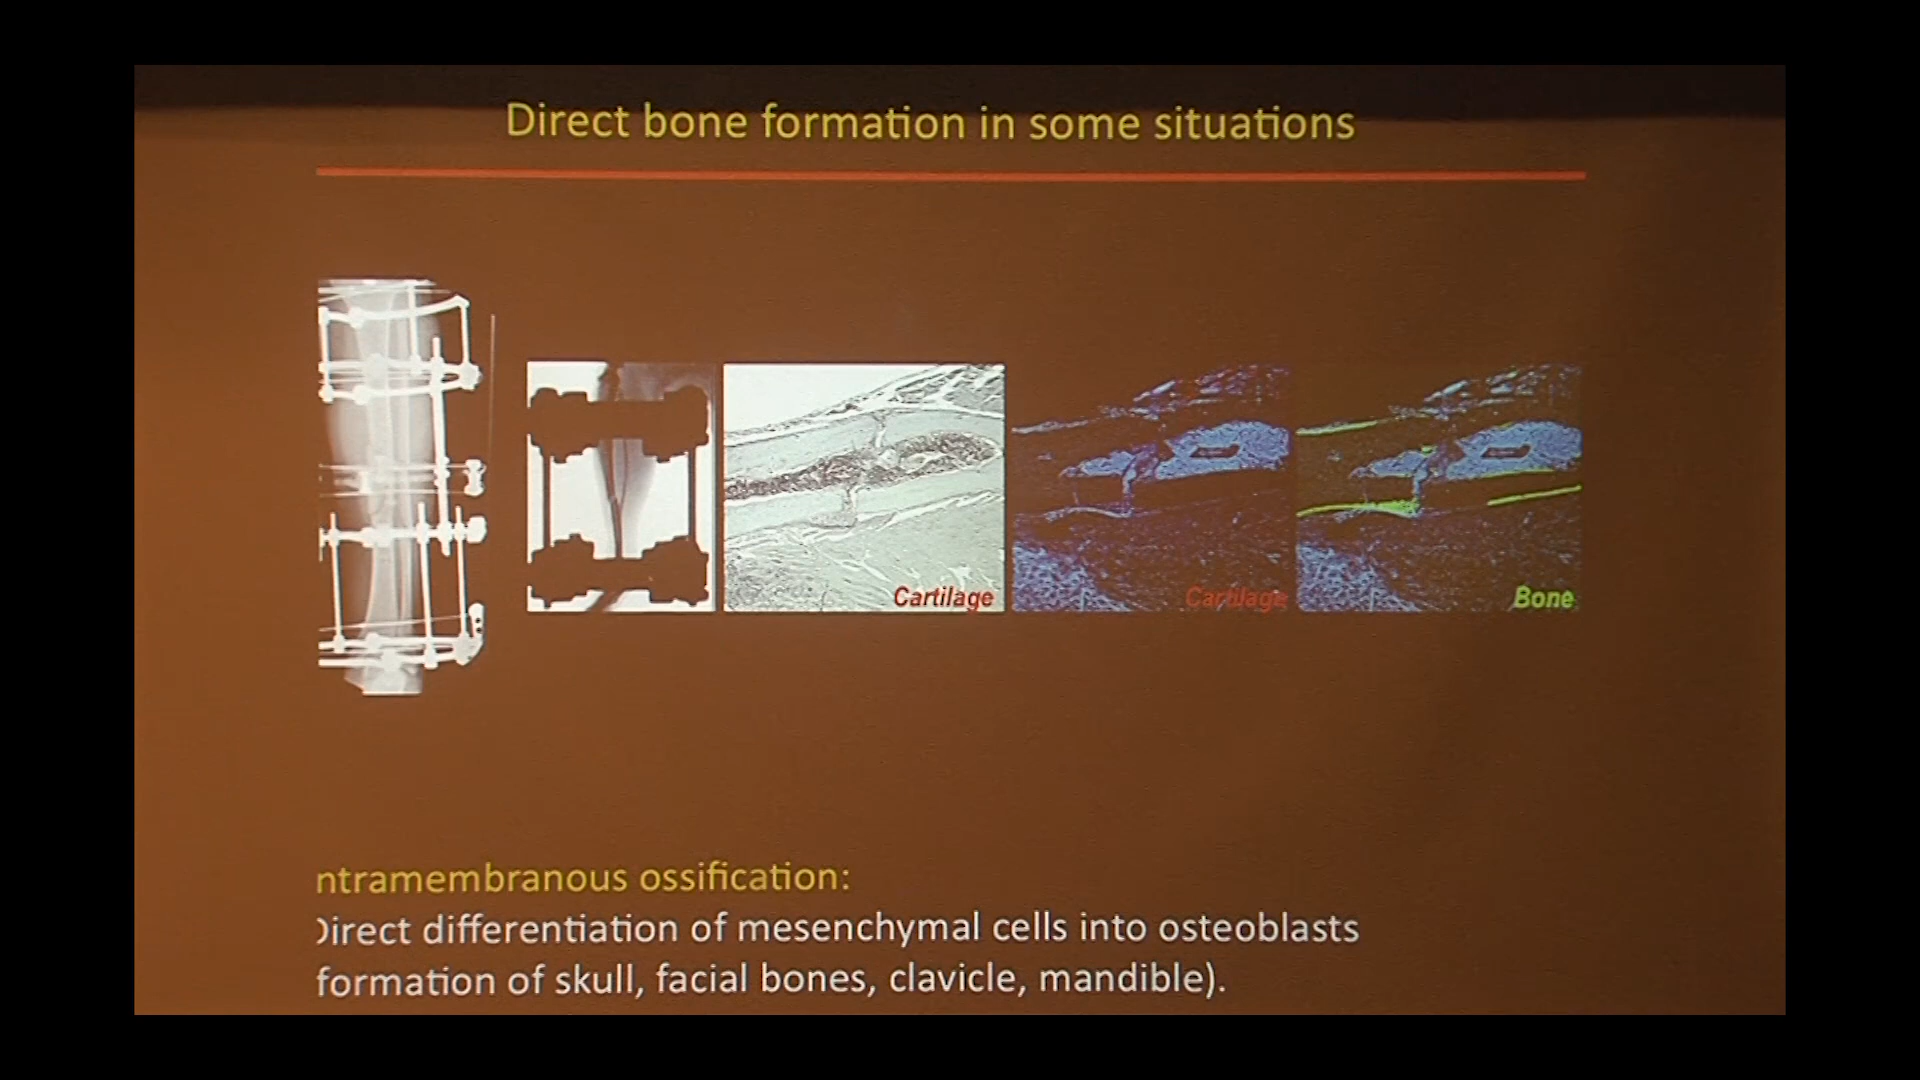 Direct bone formation in some situations
Cartilage
Cartilage
Bone
ntramembranous ossification:
Direct differentiation of mesenchymal cells into osteoblasts
formation of skull, facial bones, clavicle, mandible).